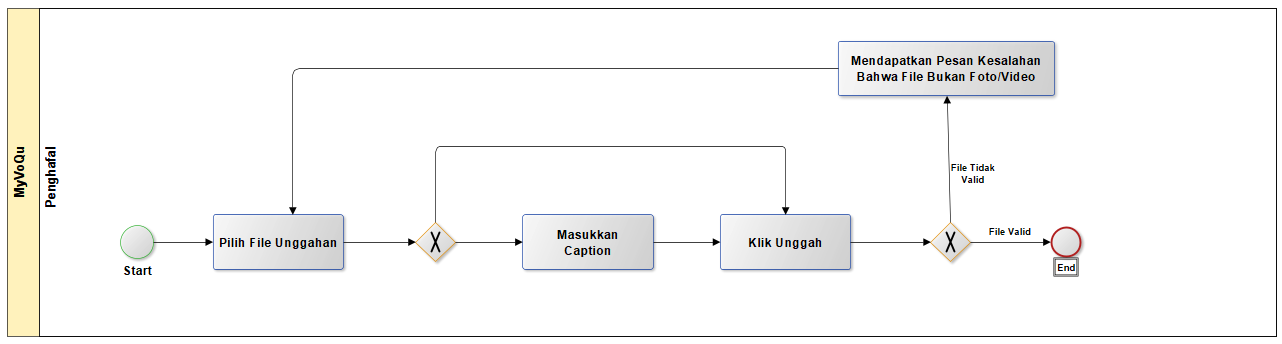 MyVoQu
Penghafal
Start
Pilih File Unggahan
Masukkan
Caption
Klik Unggah
Mendapatkan Pesan Kesalahan
Bahwa File Bukan Foto/Video
File Tidak
Valid
File Valid
End